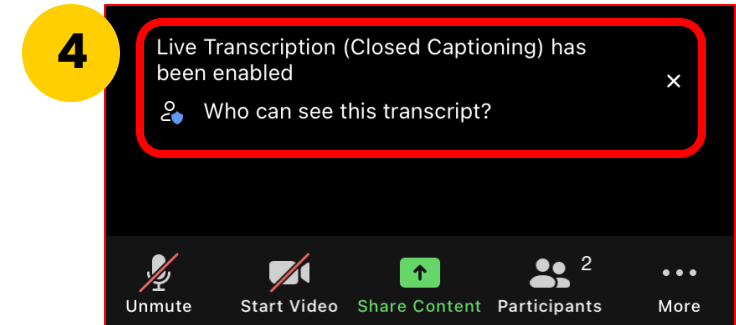 4
Live Transcription (Closed Captioning) has
been enabled
Who can see this transcript?
2
Unmute
Start Video
Share Content
Participants
More